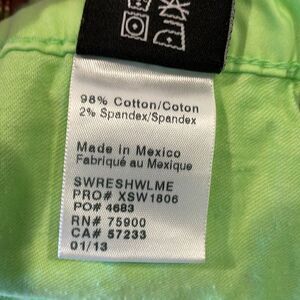 98% Cotton/Coton
2% Spandex/Spandex
Made in Mexico
Fabriqué au Mexique
SWRESHWLME
PRO# XSW1806
PO# 4683
RN# 75900
CA# 57233
01/13